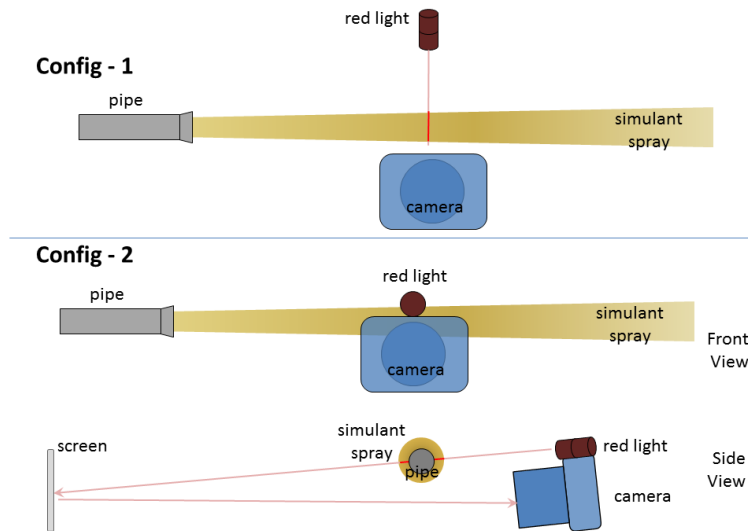 red light
Config - 1
pipe
simulant
spray
camera
Config - 2
red light
pipe
simulant
spray
camera
Front
View
simulant
spray
screen
pipe
red light
camera
Side
View